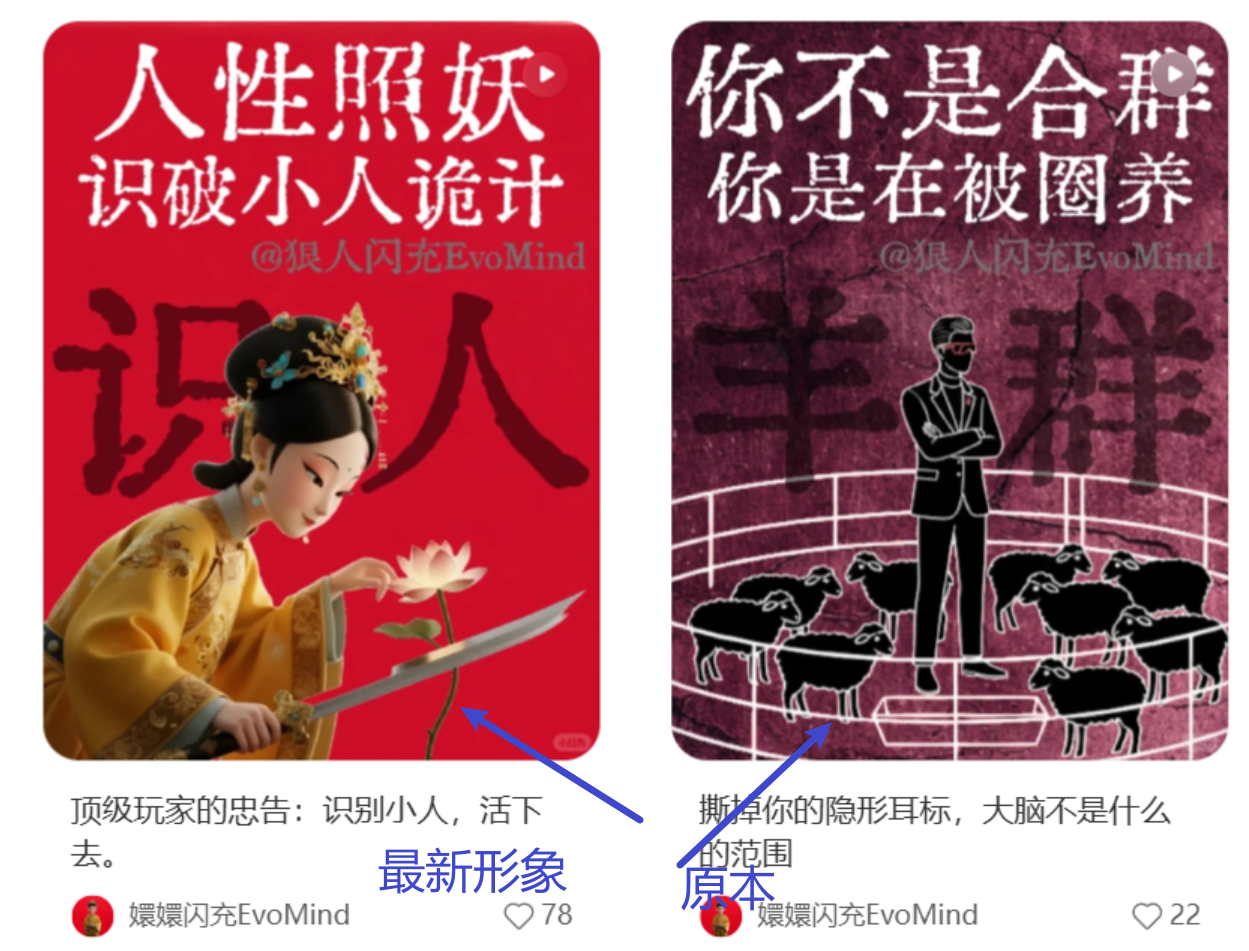 人性照妖
识破小人诡计
@狠人闪充EvoMind
识人
小红书
顶级玩家的忠告：识别小人，活下
去。
最新形象
嬛嬛闪充EvoMind
78
你不是合群
你是在被圈养
@狠人闪充EvoMind
羊群
撕掉你的隐形耳标，大脑不是什么
的范围
原本
嬛嬛闪充EvoMind
22